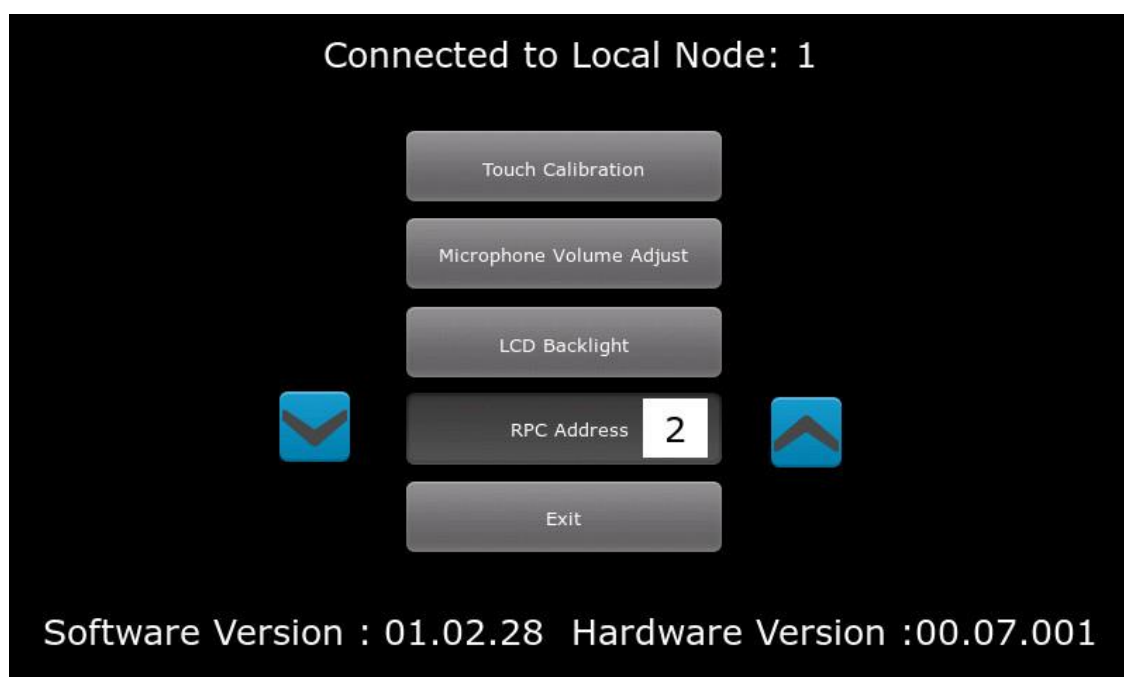 Connected to Local Node: 1
Touch Calibration
Microphone Volume Adjust
LCD Backlight
RPC Address 2
Exit
Software Version : 01.02.28 Hardware Version :00.07.001